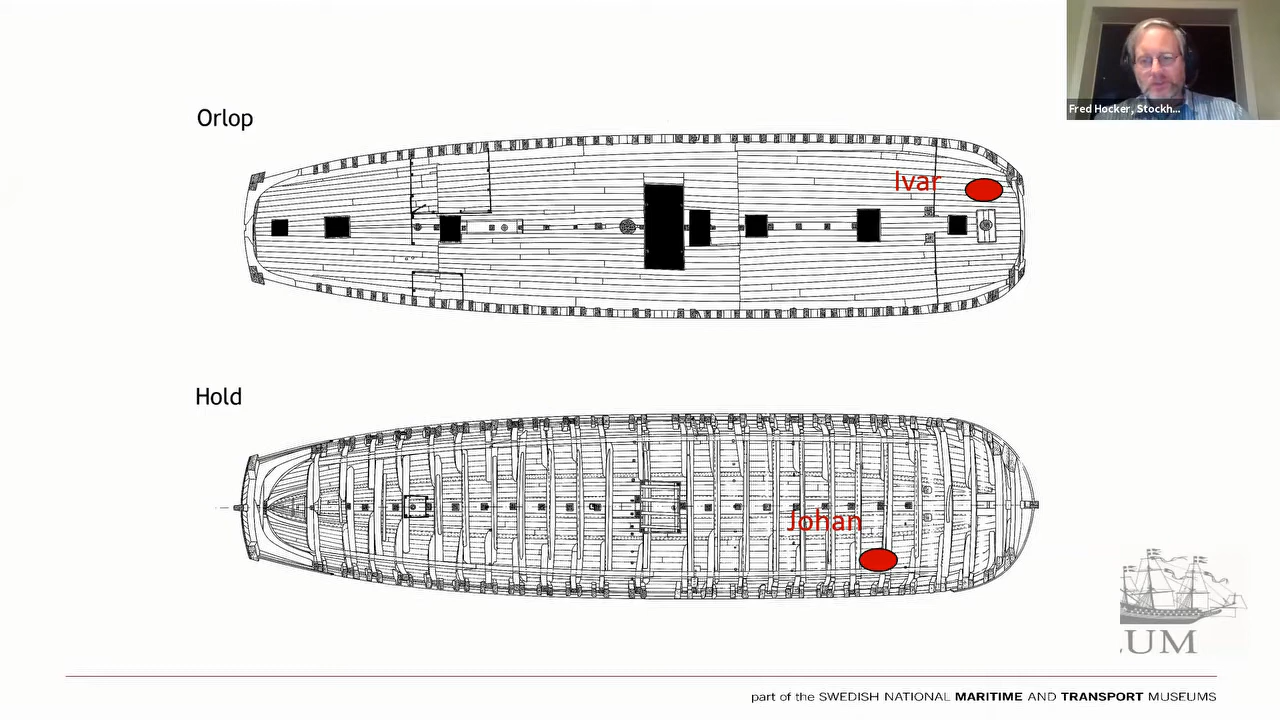 Fred Hocker, Stockh...
Orlop
Ivar
Hold
Johan
UM
part of the SWEDISH NATIONAL MARITIME AND TRANSPORT MUSEUMS